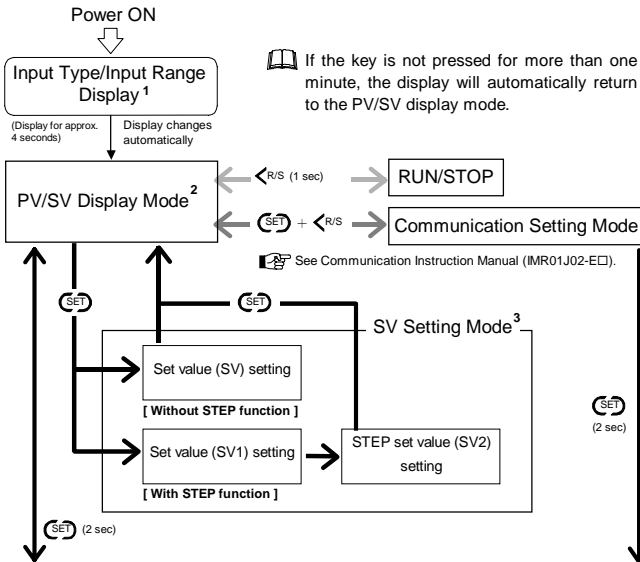 Power ON
Input Type/Input Range
Display 1
(Display for approx.
4 seconds)
Display changes
automatically
If the key is not pressed for more than one
minute, the display will automatically return
to the PV/SV display mode.
PV/SV Display Mode2
<R/S (1 sec)
RUN/STOP
SET + <R/S
Communication Setting Mode
See Communication Instruction Manual (IMR01J02-E□).
SET
SET
SV Setting Mode3
Set value (SV) setting
[ Without STEP function ]
Set value (SV1) setting
STEP set value (SV2)
setting
[ With STEP function ]
SET
(2 sec)
SET (2 sec)